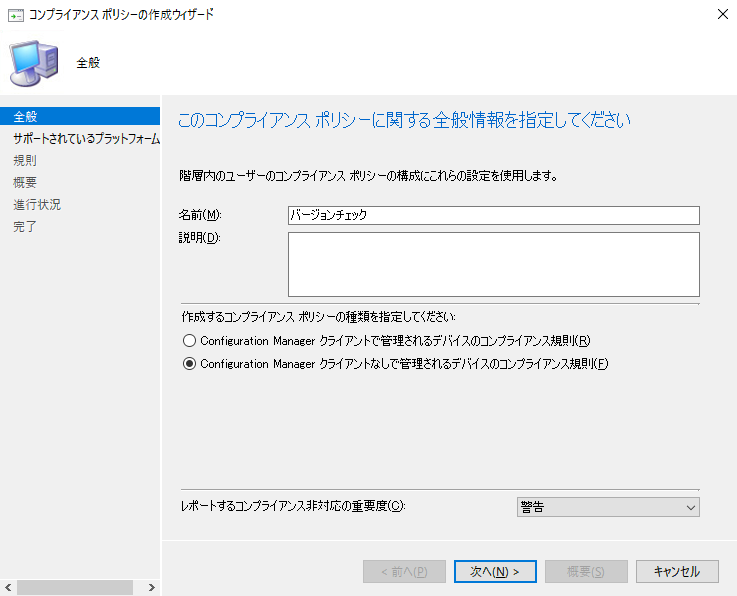 コンプライアンス ポリシーの作成ウィザード
全般
全般
サポートされているプラットフォーム
規則
概要
進行状況
完了
このコンプライアンス ポリシーに関する全般情報を指定してください
階層内のユーザーのコンプライアンス ポリシーの構成にこれらの設定を使用します。
名前(M):
バージョンチェック
説明(D):
作成するコンプライアンス ポリシーの種類を指定してください:
Configuration Manager クライアントで管理されるデバイスのコンプライアンス規則(R)
Configuration Manager クライアントなしで管理されるデバイスのコンプライアンス規則(F)
レポートするコンプライアンス非対応の重要度(C):
警告
< 前へ(P)
次へ(N) >
概要(S)
キャンセル